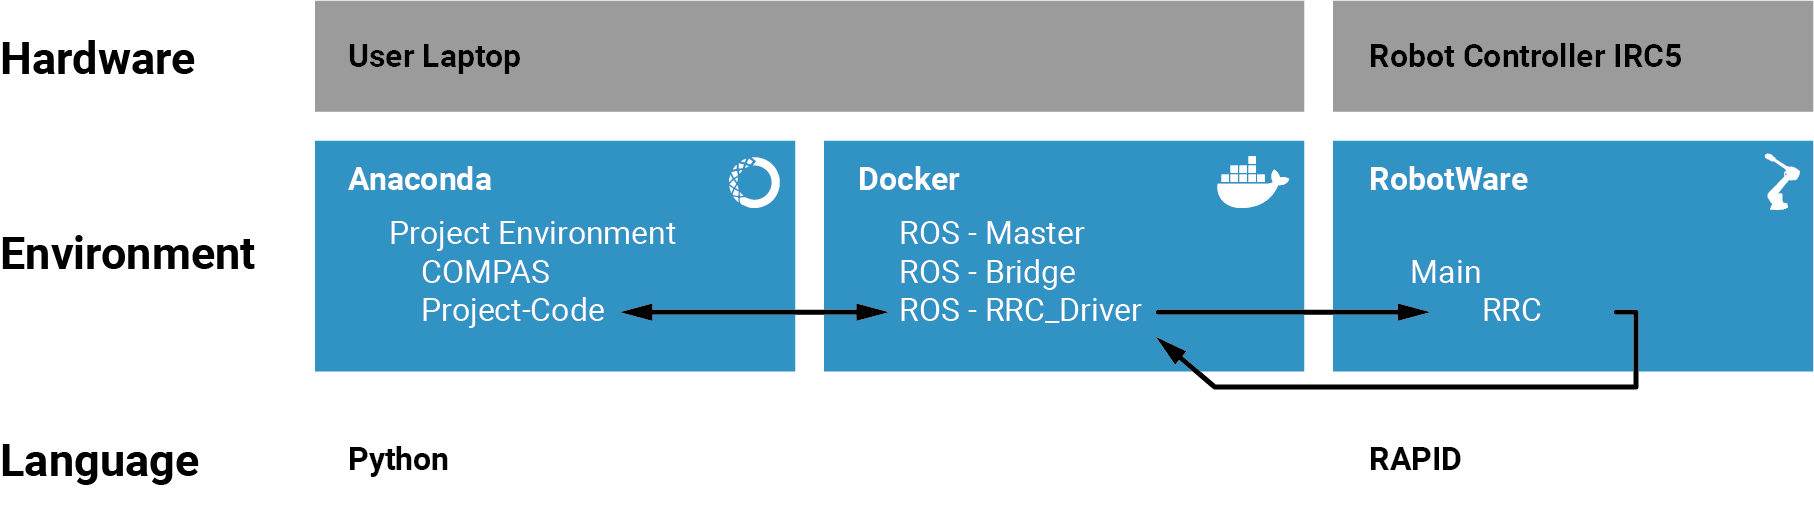 Hardware
User Laptop
Robot Controller IRC5
Environment
Anaconda
Project Environment
COMPAS
Project-Code
Docker
ROS - Master
ROS - Bridge
ROS - RRC_Driver
RobotWare
Main
RRC
Language
Python
RAPID